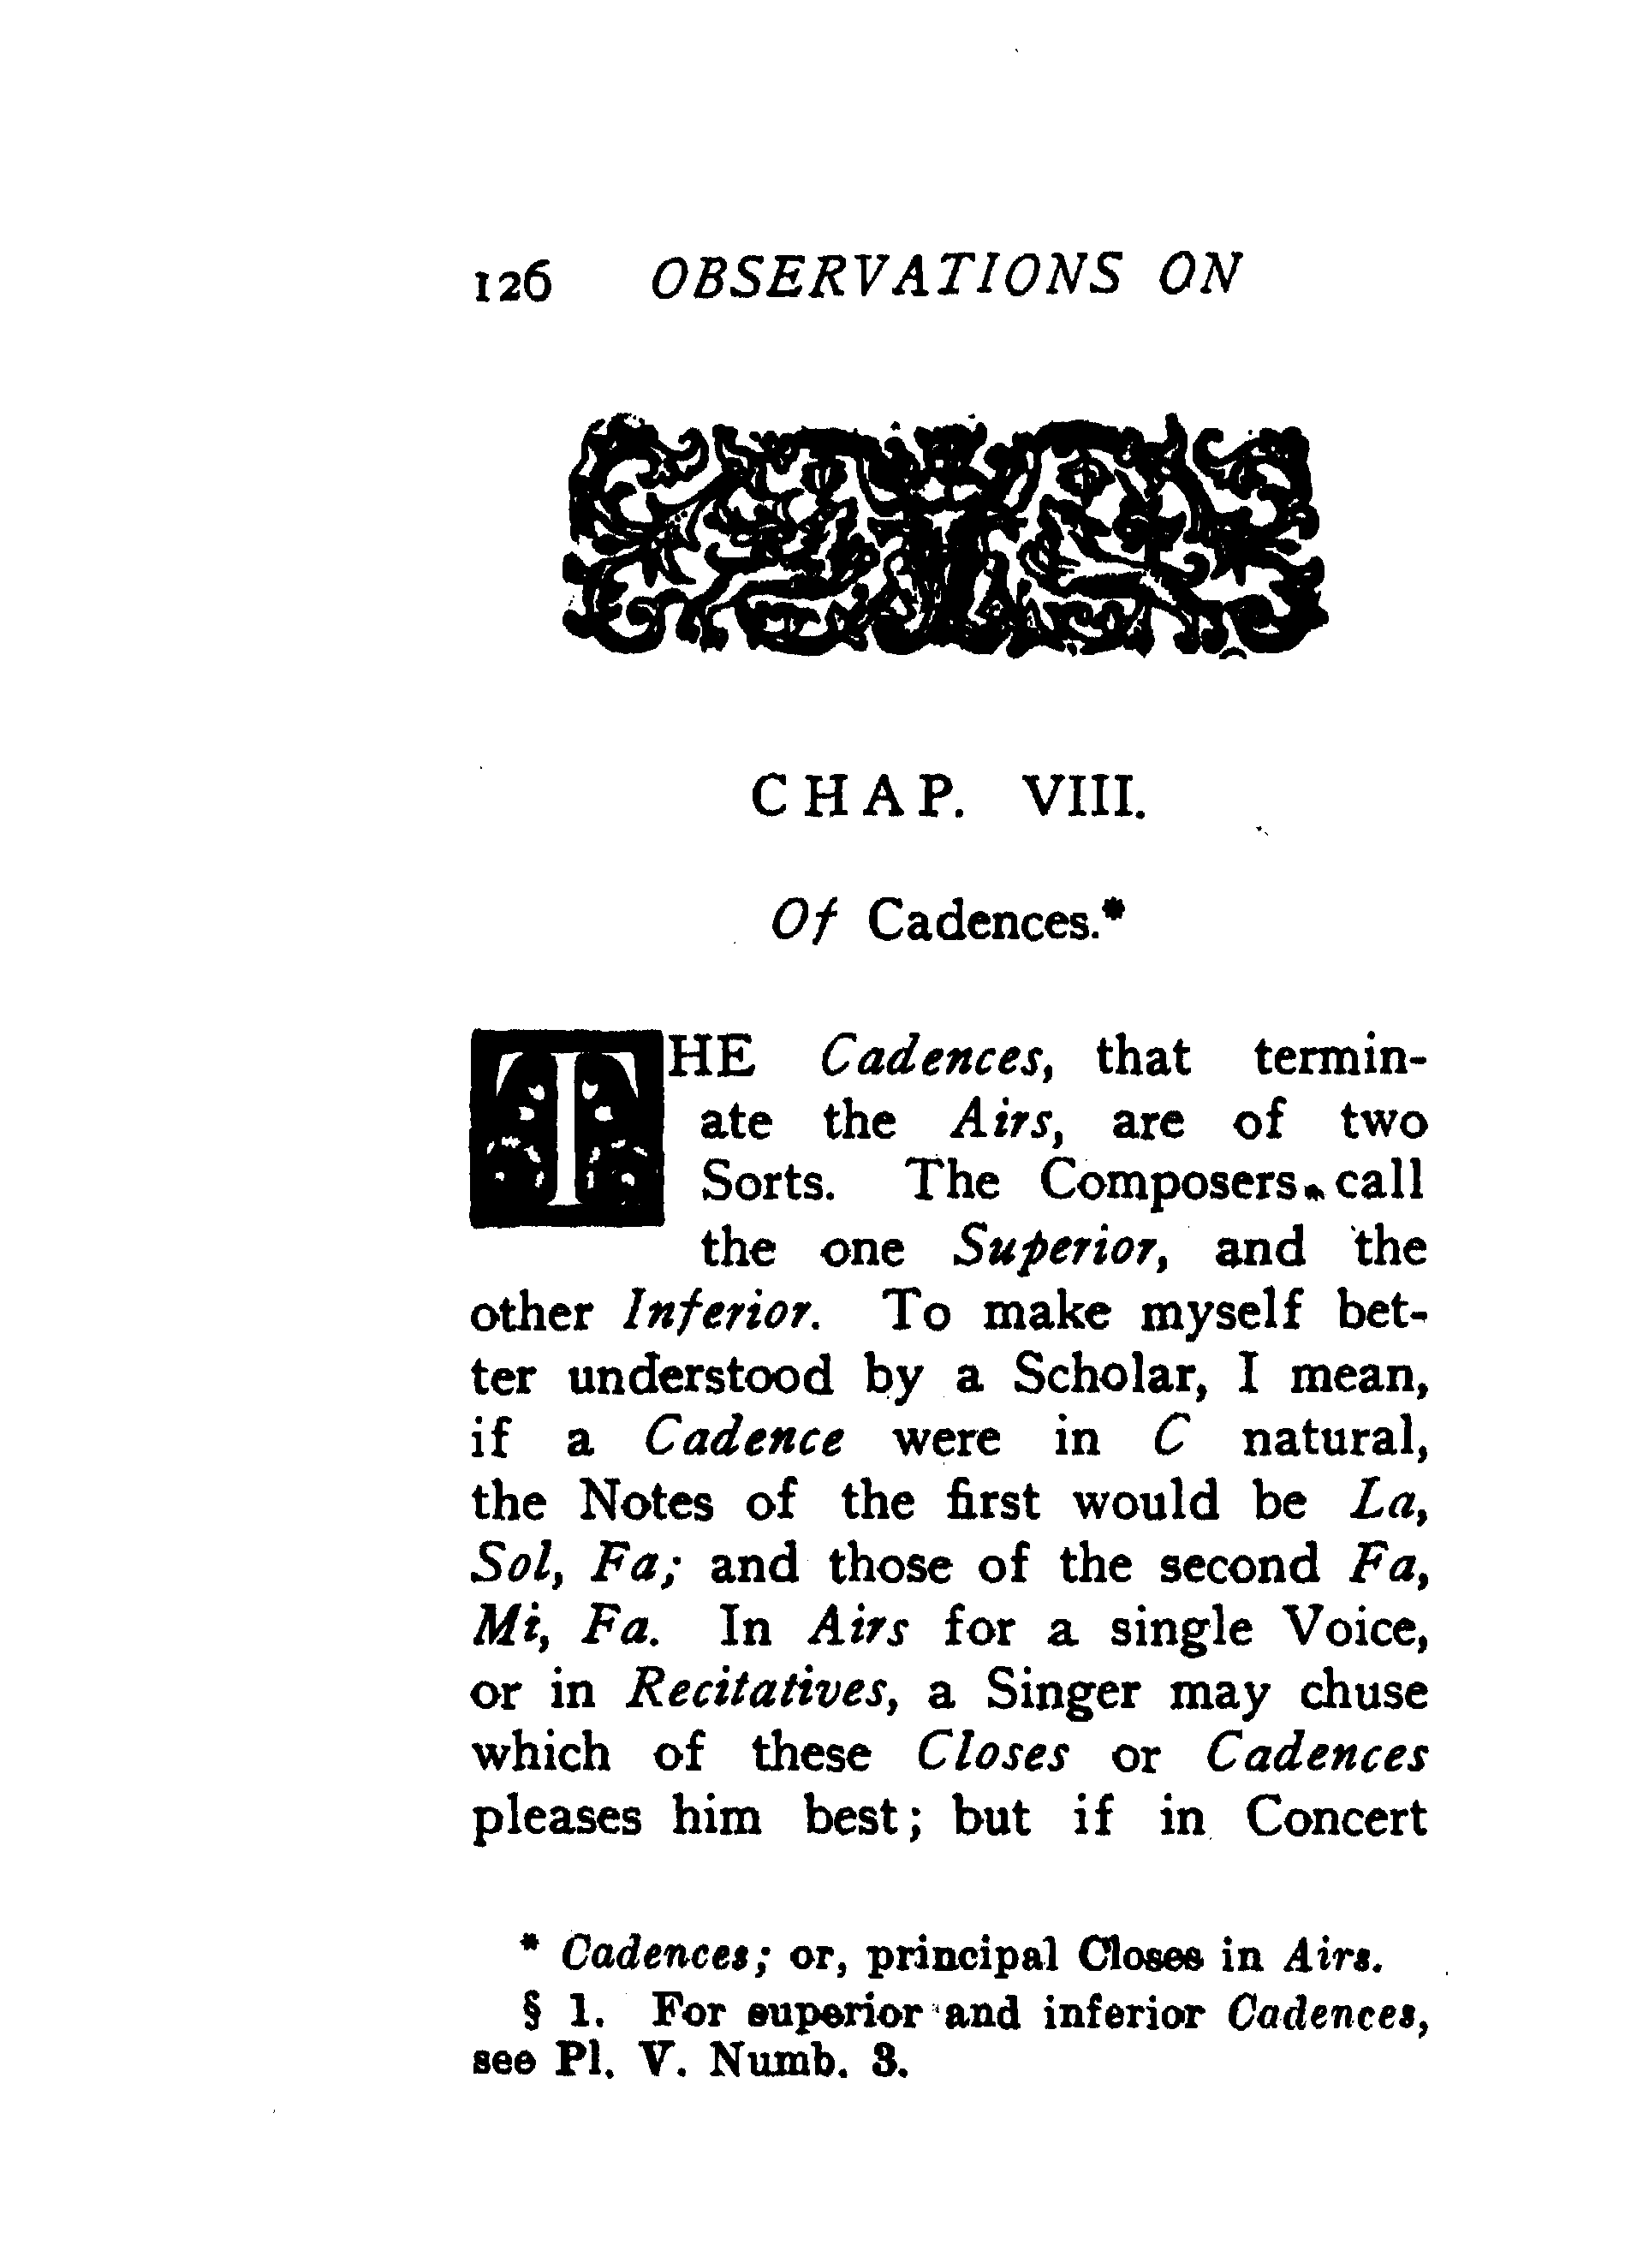 126 OBSERVATIONS ON
CHAP. VIII.
Of Cadences.*
THE Cadences, that termin-
ate the Airs, are of two
Sorts. The Composers call
the one Superior, and the
other Inferior. To make myself bet-
ter understood by a Scholar, I mean,
if a Cadence were in C natural,
the Notes of the first would be La,
Sol, Fa; and those of the second Fa,
Mi, Fa. In Airs for a single Voice,
or in Recitatives, a Singer may chuse
which of these Closes or Cadences
pleases him best; but if in Concert
* Cadences; or, principal Closes in Airs.
§ 1. For superior and inferior Cadences,
see Pl. V. Numb. 3.